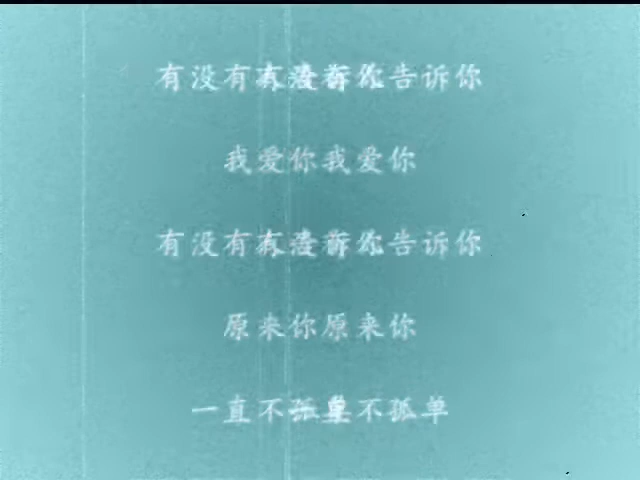 有没有 告诉你
我爱你我爱你
有没有 告诉你
原来你原来你
一直不 不孤单